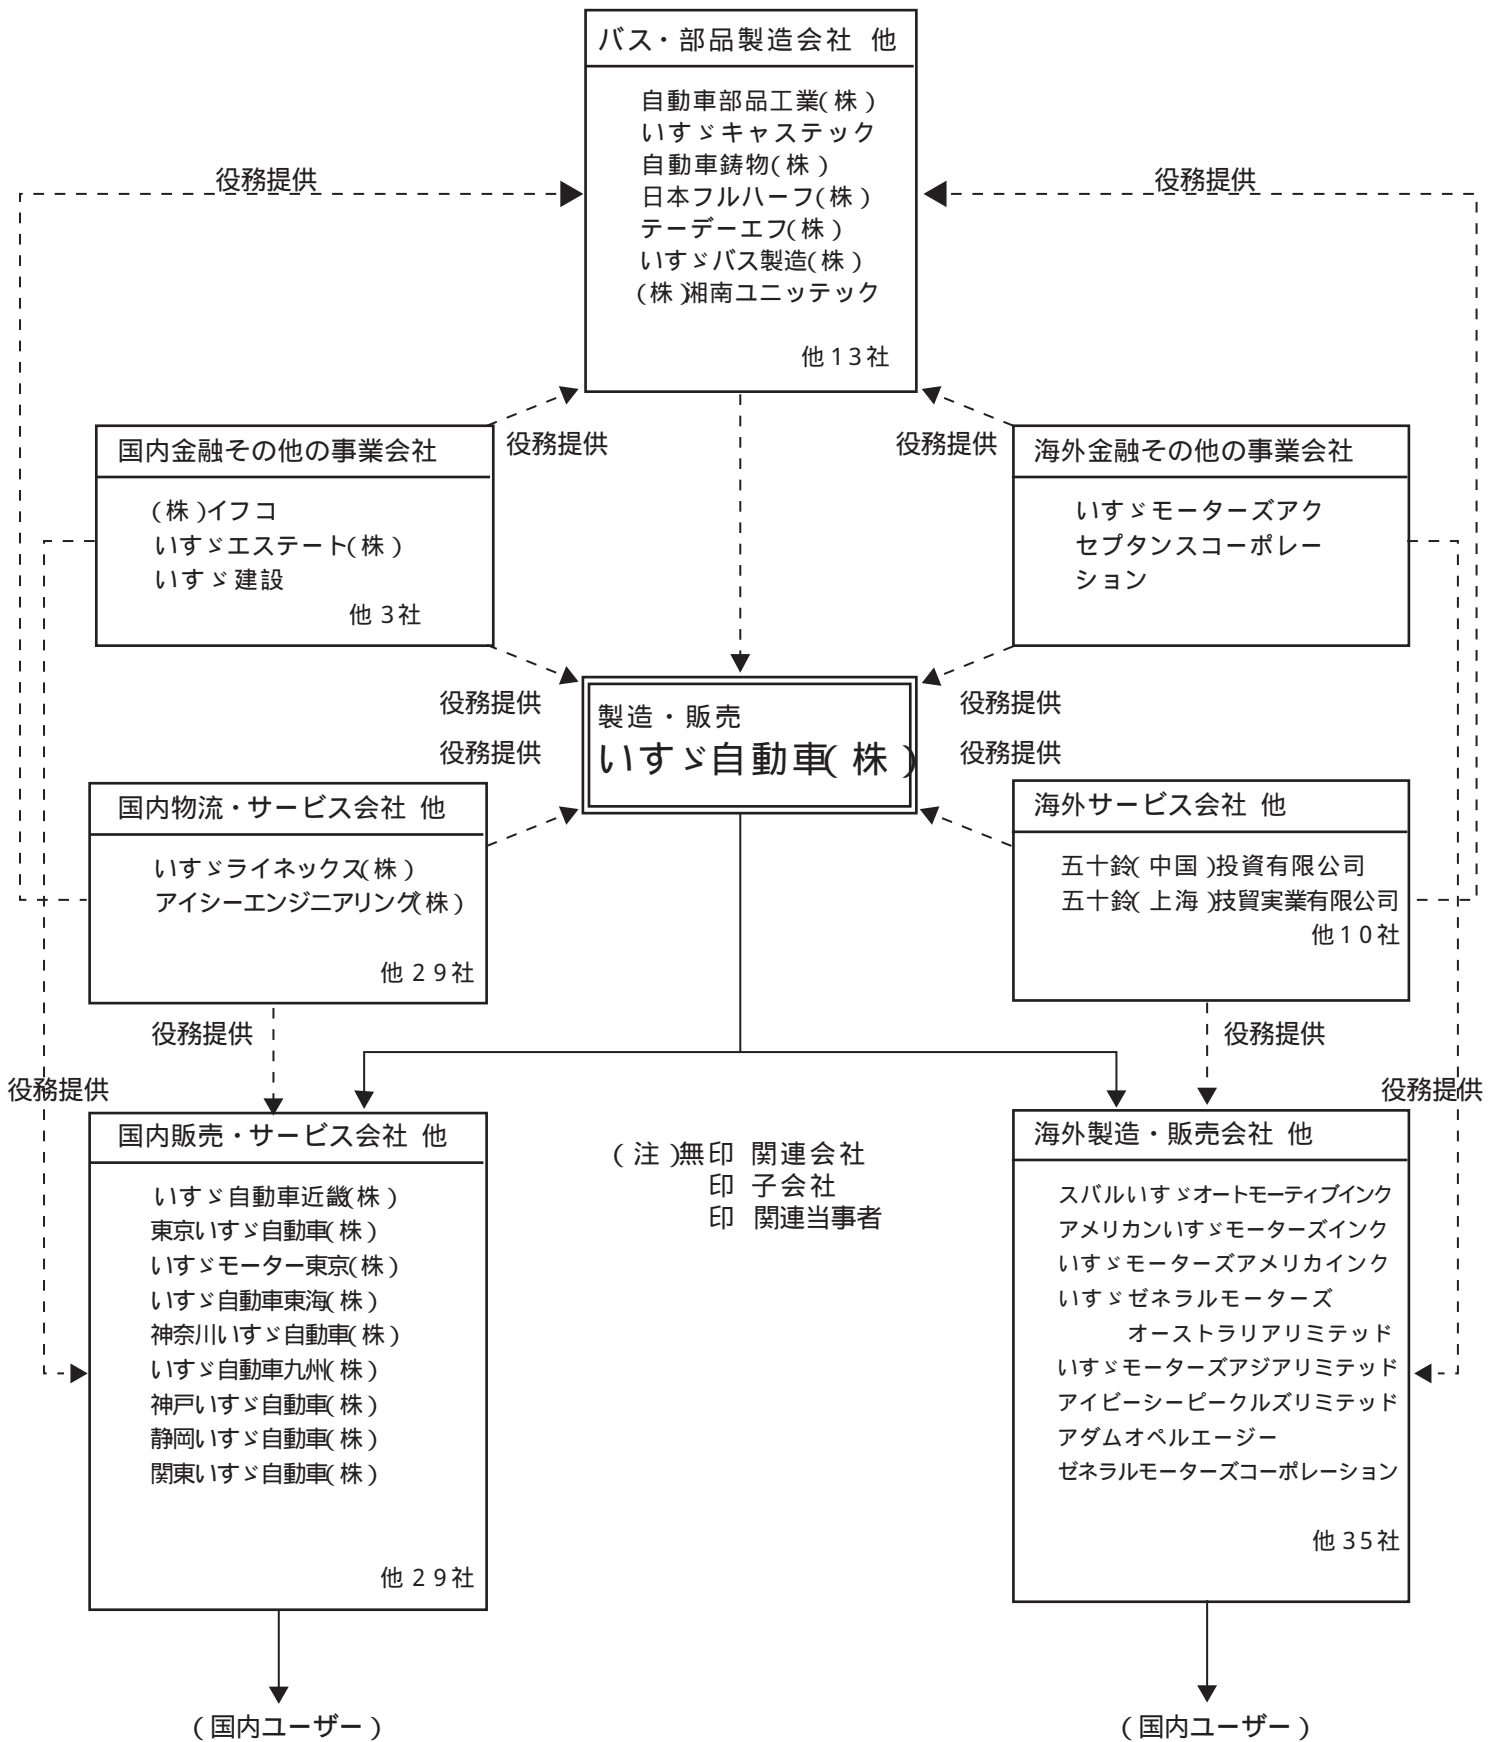 バス・部品製造会社 他
自動車部品工業(株)
いすゞキャステック
自動車鋳物(株)
日本フルハーフ(株)
テーデーエフ(株)
いすゞバス製造(株)
(株)湘南ユニッテック
他13社
役務提供
役務提供
国内金融その他の事業会社
(株)イフコ
いすゞエステート(株)
いすゞ建設
他3社
役務提供
役務提供
海外金融その他の事業会社
いすゞモーターズアク
セプタンスコーポレー
ション
役務提供
役務提供
製造・販売
いすゞ自動車(株)
役務提供
役務提供
国内物流・サービス会社 他
いすゞライネックス(株)
アイシーエンジニアリング(株)
他29社
海外サービス会社 他
五十鈴(中国)投資有限公司
五十鈴(上海)技貿実業有限公司
他10社
役務提供
役務提供
役務提供
役務提供
国内販売・サービス会社 他
いすゞ自動車近畿(株)
東京いすゞ自動車(株)
いすゞモーター東京(株)
いすゞ自動車東海(株)
神奈川いすゞ自動車(株)
いすゞ自動車九州(株)
神戸いすゞ自動車(株)
静岡いすゞ自動車(株)
関東いすゞ自動車(株)
他29社
(注)無印 関連会社
印 子会社
印 関連当事者
海外製造・販売会社 他
スバルいすゞオートモーティブインク
アメリカンいすゞモーターズインク
いすゞモーターズアメリカインク
いすゞゼネラルモーターズ
オーストラリアリミテッド
いすゞモーターズアジアリミテッド
アイビーシービークルズリミテッド
アダムオペルエージー
ゼネラルモーターズコーポレーション
他35社
(国内ユーザー)
(国内ユーザー)